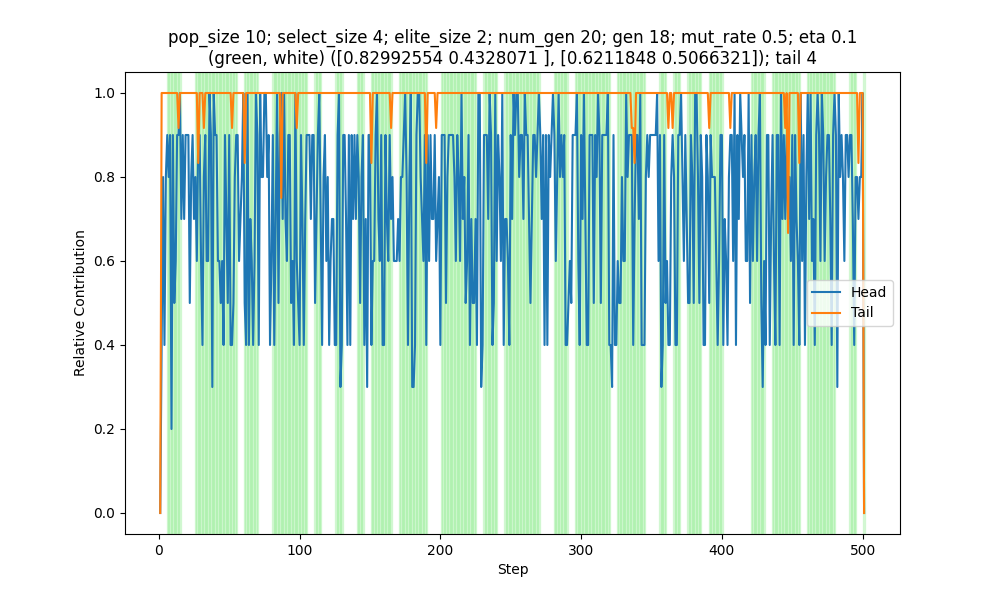 pop_size 10; select_size 4; elite_size 2; num_gen 20; gen 18; mut_rate 0.5; eta 0.1
(green, white) ([0.82992554 0.4328071 ], [0.6211848 0.5066321]); tail 4
1.0
0.8
0.6
0.4
0.2
0.0
Relative Contribution
Head
Tail
0
100
200
300
400
500
Step